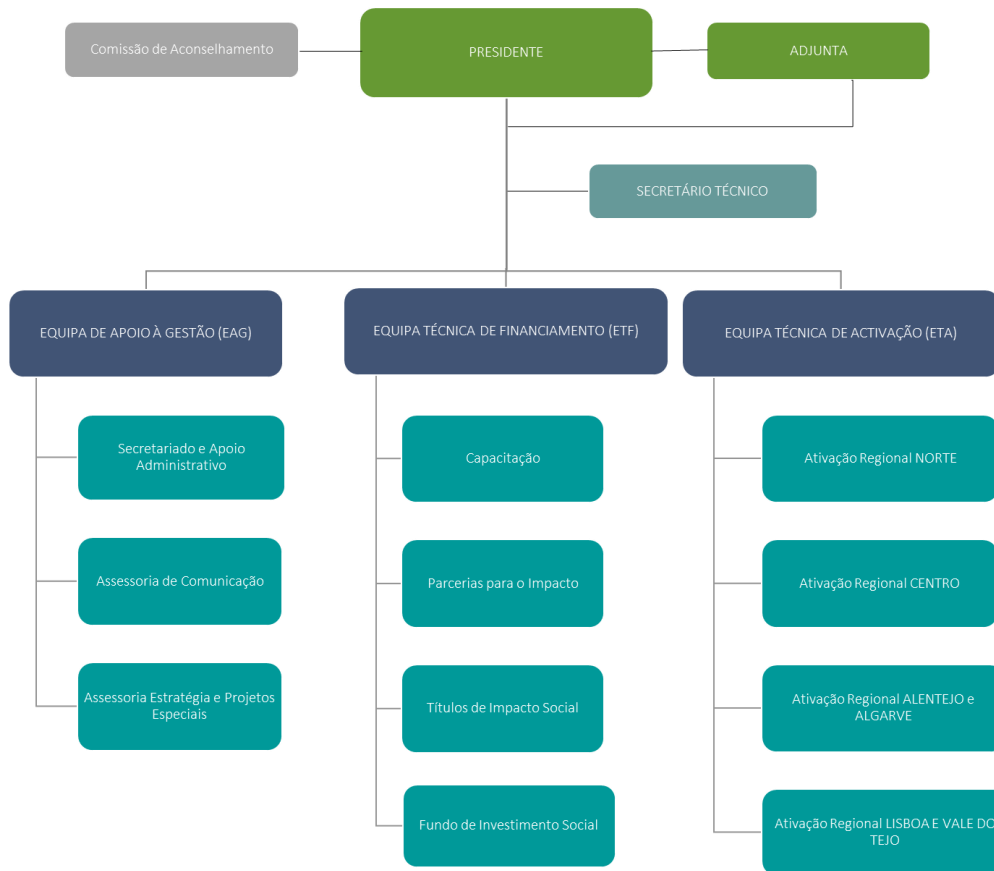 Comissão de Aconselhamento
PRESIDENTE
ADJUNTA
SECRETÁRIO TÉCNICO
EQUIPA DE APOIO À GESTÃO (EAG)
EQUIPA TÉCNICA DE FINANCIAMENTO (ETF)
EQUIPA TÉCNICA DE ACTIVAÇÃO (ETA)
Secretariado e Apoio
Administrativo
Capacitação
Ativação Regional NORTE
Assessoria de Comunicação
Parcerias para o Impacto
Ativação Regional CENTRO
Assessoria Estratégia e Projetos
Especiais
Títulos de Impacto Social
Ativação Regional ALENTEJO e
ALGARVE
Fundo de Investimento Social
Ativação Regional LISBOA E VALE DO
TEJO